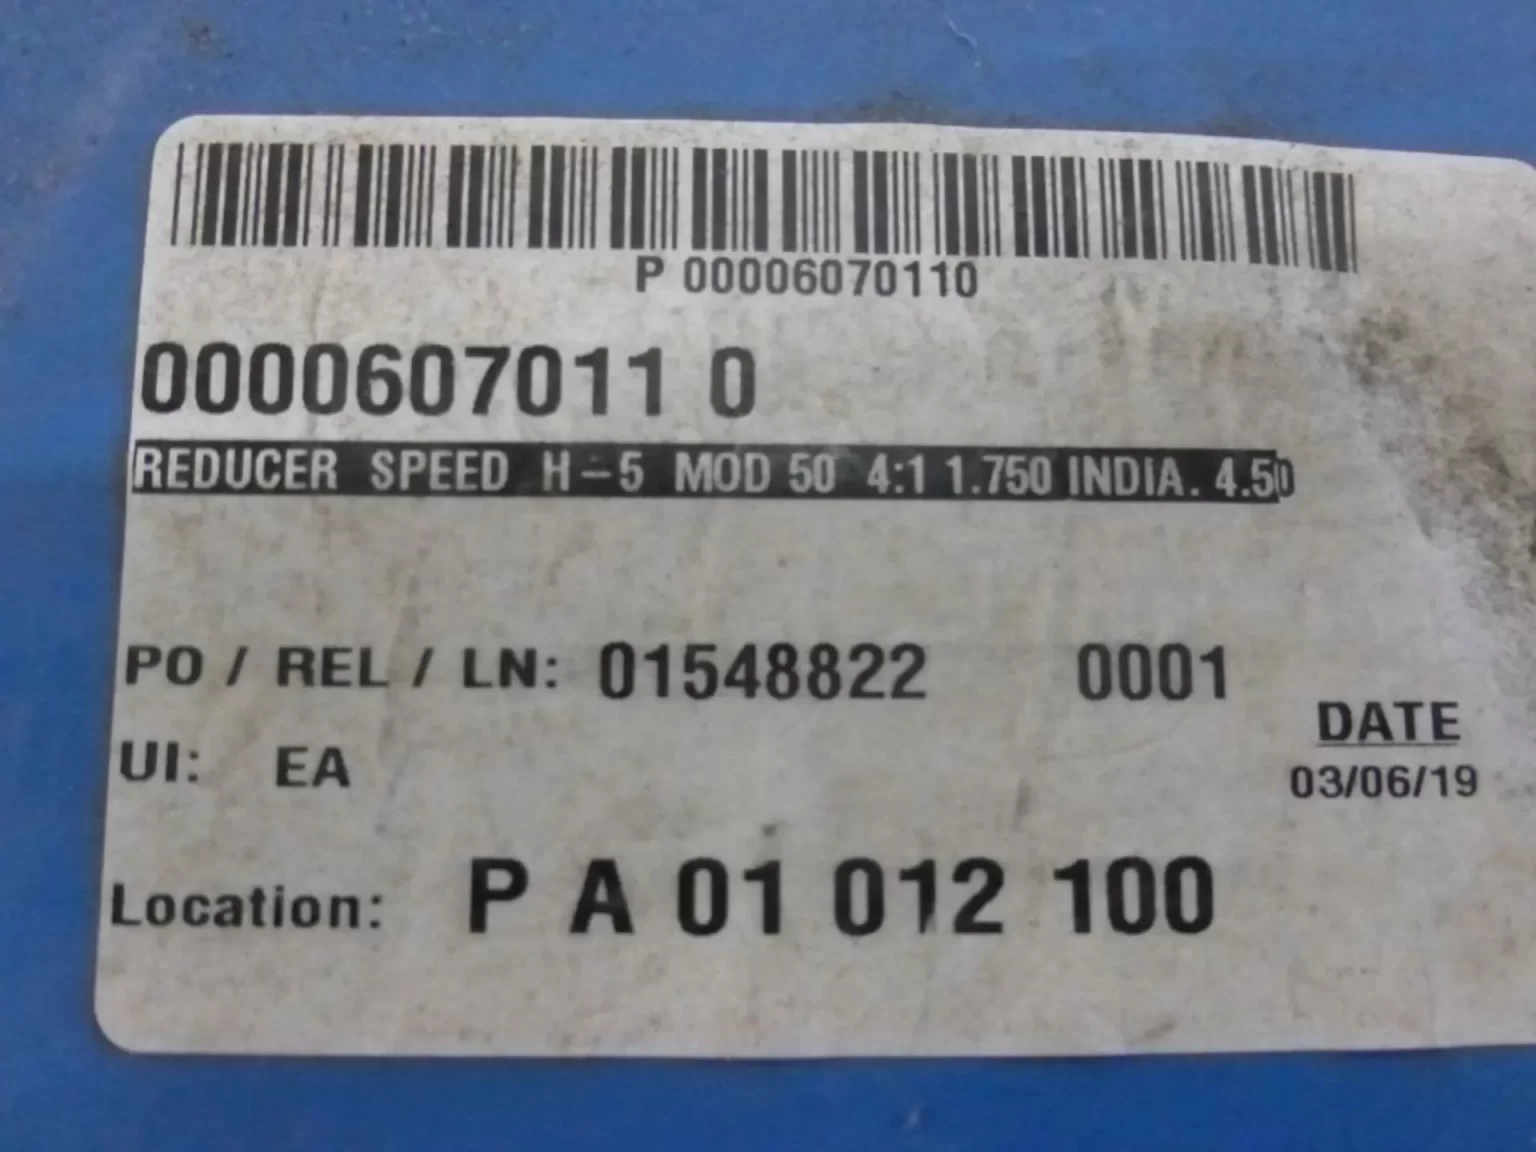 P 00006070110
0000607011 0
REDUCER SPEED H-5 MOD 50 4:1 1.750 INDIA. 4.50
PO / REL / LN: 01548822 0001
DATE
UI: EA
03/06/19
Location: P A 01 012 100